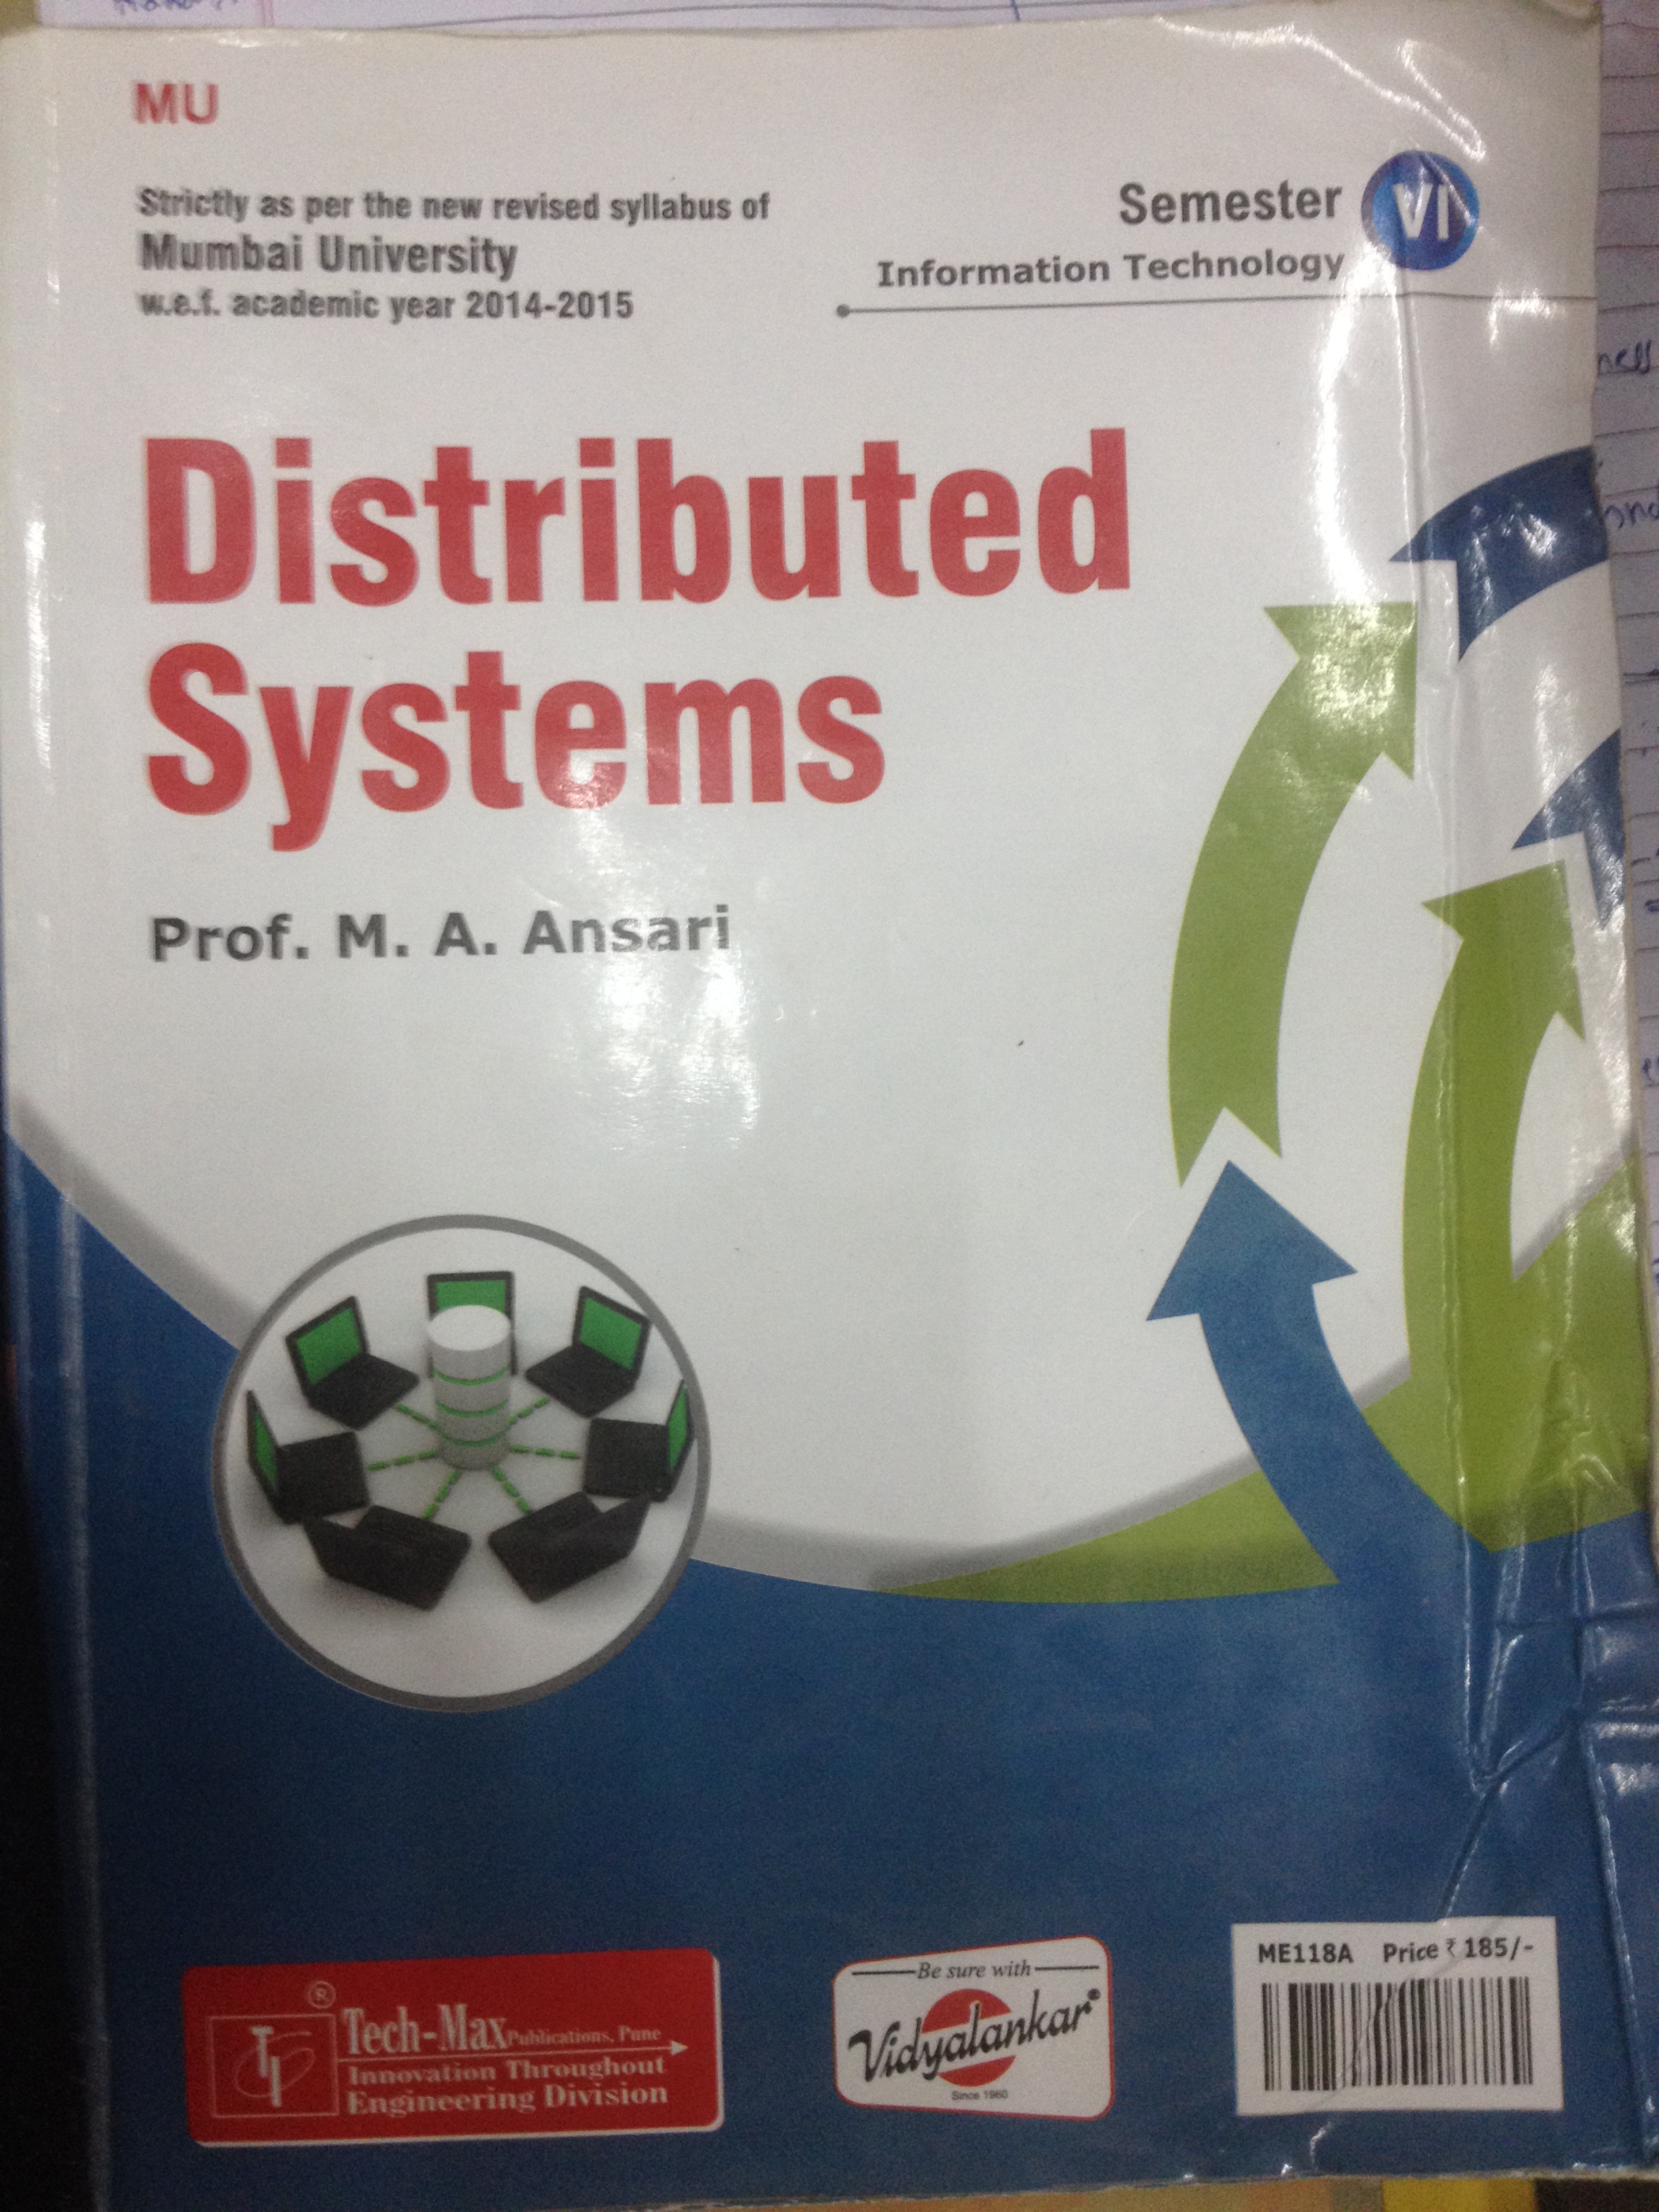 MU
Strictly as per the new revised syllabus of
Mumbai University
w.e.f. academic year 2014-2015
Semester VI
Information Technology
Distributed
Systems
Prof. M. A. Ansari
Tech-Max Publications, Pune
Innovation Throughout
Engineering Division
®
Be sure with
Vidyalankar®
Since 1960
ME118A Price ₹ 185/-
ness